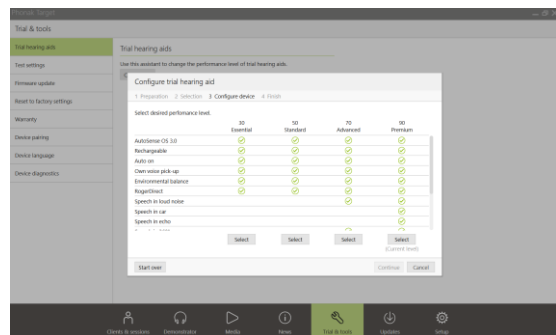 Phonak Target
Trial & tools
Trial hearing aids
Test settings
Firmware update
Reset to factory settings
Warranty
Device pairing
Device language
Device diagnostics
Trial hearing aids
Use this assistant to change the performance level of trial hearing aids.
Configure trial hearing aid
1. Preparation 2. Selection 3. Configure device 4. Finish
Select desired performance level.
30 50 70 90
Essential Standard Advanced Premium
AutoSense OS 3.0
Rechargeable
Auto on
Own voice pick-up
Environmental balance
RogerDirect
Speech in loud noise
Speech in car
Speech in echo
Select Select Select Select
(Current level)
Start over Continue Cancel
Clients & sessions Demonstrator Media News Trial & tools Updates Setup